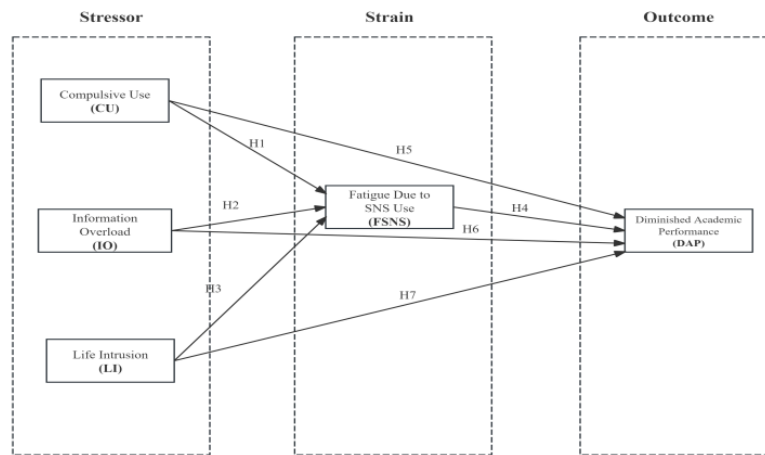 Stressor
Strain
Outcome
Compulsive Use
(CU)
H1
H5
Information
Overload
(IO)
H2
Fatigue Due to
SNS Use
(FSNS)
H4
H6
Diminished Academic
Performance
(DAP)
H3
H7
Life Intrusion
(LI)